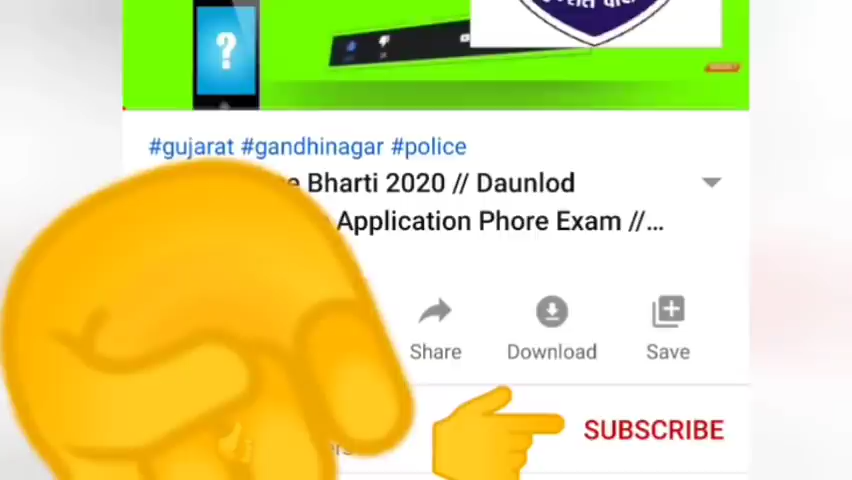 ?
#gujarat #gandhinagar #police
Bharti 2020 // Daunlod
Application Phore Exam //...
Share Download Save
SUBSCRIBE